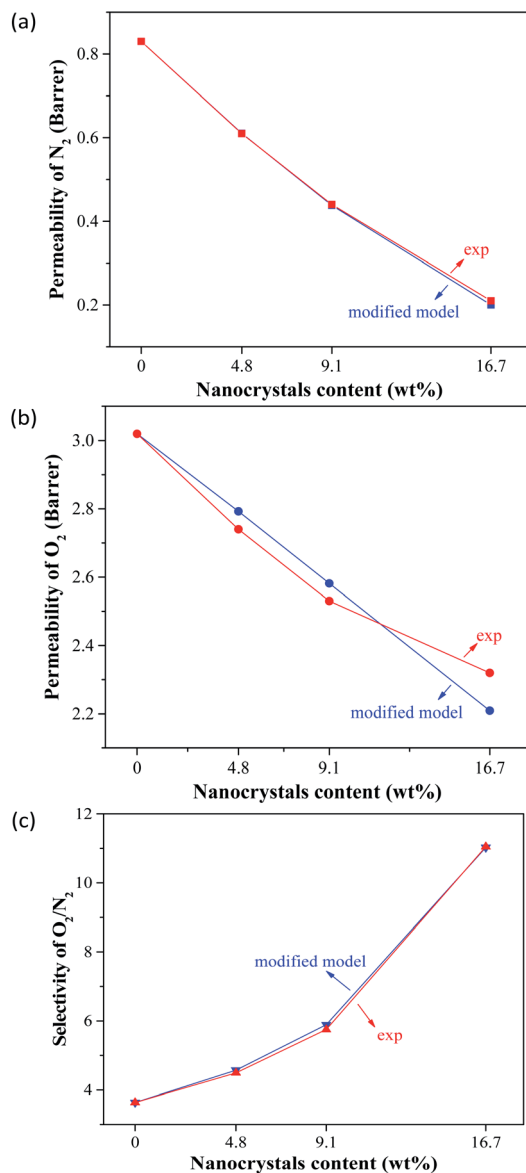 (a)
Permeability of N2 (Barrer)
0.8
0.6
0.4
0.2
exp
modified model
0 4.8 9.1 16.7
Nanocrystals content (wt%)
(b)
Permeability of O2 (Barrer)
3.0
2.8
2.6
2.4
2.2
exp
modified model
0 4.8 9.1 16.7
Nanocrystals content (wt%)
(c)
Selectivity of O2/N2
12
10
8
6
4
modified model
exp
0 4.8 9.1 16.7
Nanocrystals content (wt%)